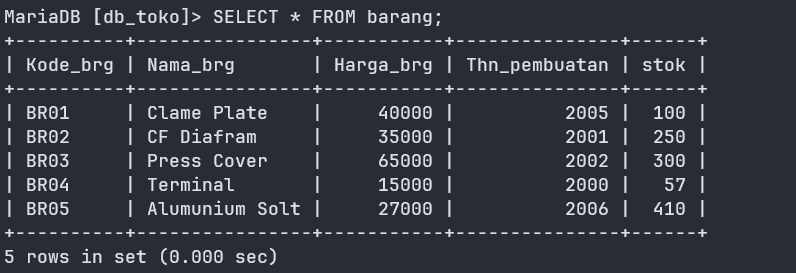 MariaDB [db_toko]> SELECT * FROM barang;
+----------+----------------+-----------+---------------+------+
| Kode_brg | Nama_brg       | Harga_brg | Thn_pembuatan | stok |
+----------+----------------+-----------+---------------+------+
| BR01     | Clame Plate    |     40000 |          2005 |  100 |
| BR02     | CF Diafram     |     35000 |          2001 |  250 |
| BR03     | Press Cover    |     65000 |          2002 |  300 |
| BR04     | Terminal       |     15000 |          2000 |   57 |
| BR05     | Alumunium Solt |     27000 |          2006 |  410 |
+----------+----------------+-----------+---------------+------+
5 rows in set (0.000 sec)